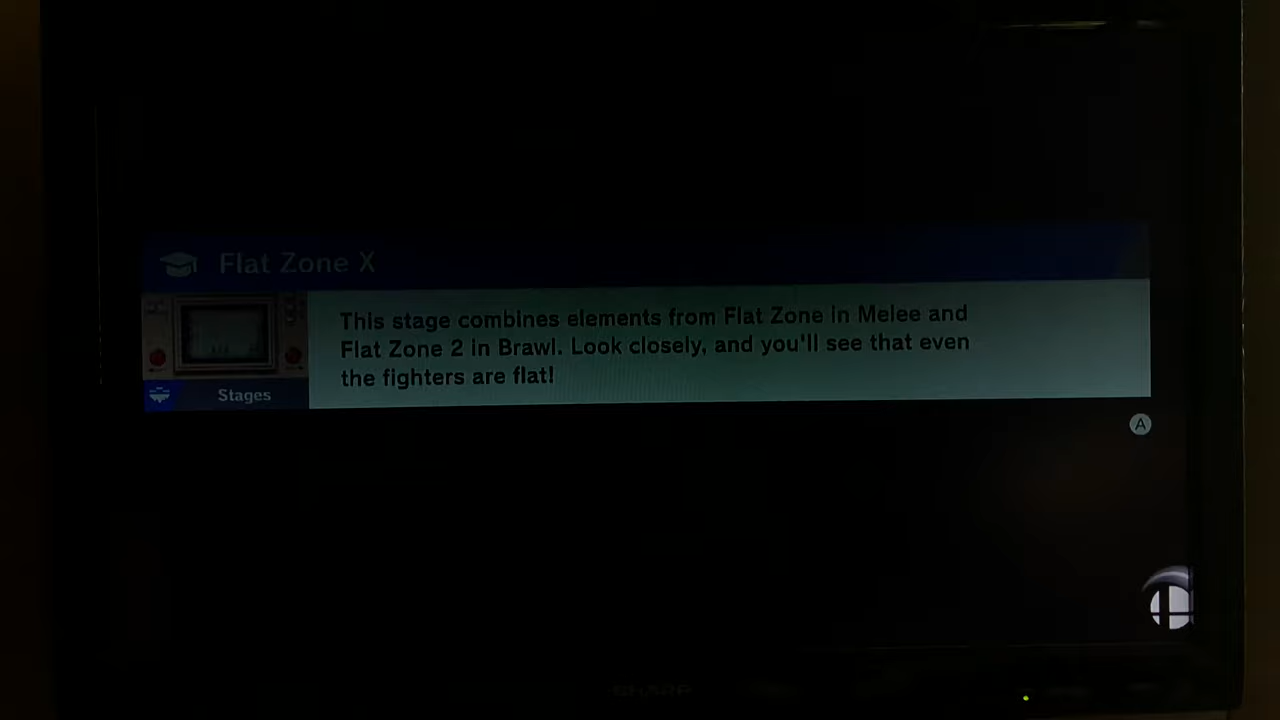 Flat Zone X
This stage combines elements from Flat Zone in Melee and
Flat Zone 2 in Brawl. Look closely, and you'll see that even
the fighters are flat!
Stages
A
SHARP